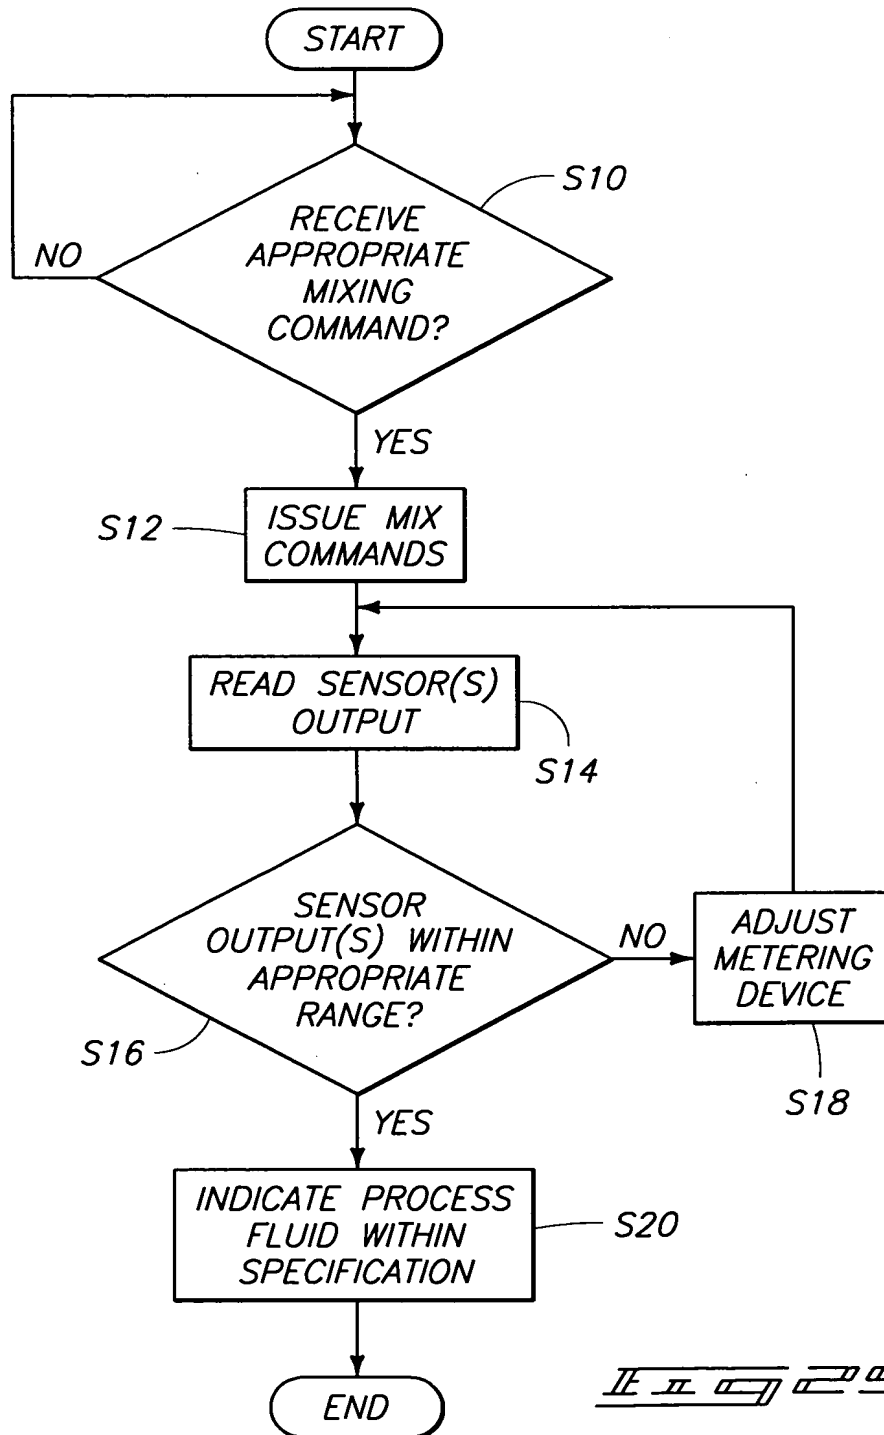 START
S10
RECEIVE
APPROPRIATE
MIXING
COMMAND?
NO
YES
S12
ISSUE MIX
COMMANDS
READ SENSOR(S)
OUTPUT
S14
SENSOR
OUTPUT(S) WITHIN
APPROPRIATE
RANGE?
NO
ADJUST
METERING
DEVICE
S16
S18
YES
INDICATE PROCESS
FLUID WITHIN
SPECIFICATION
S20
END